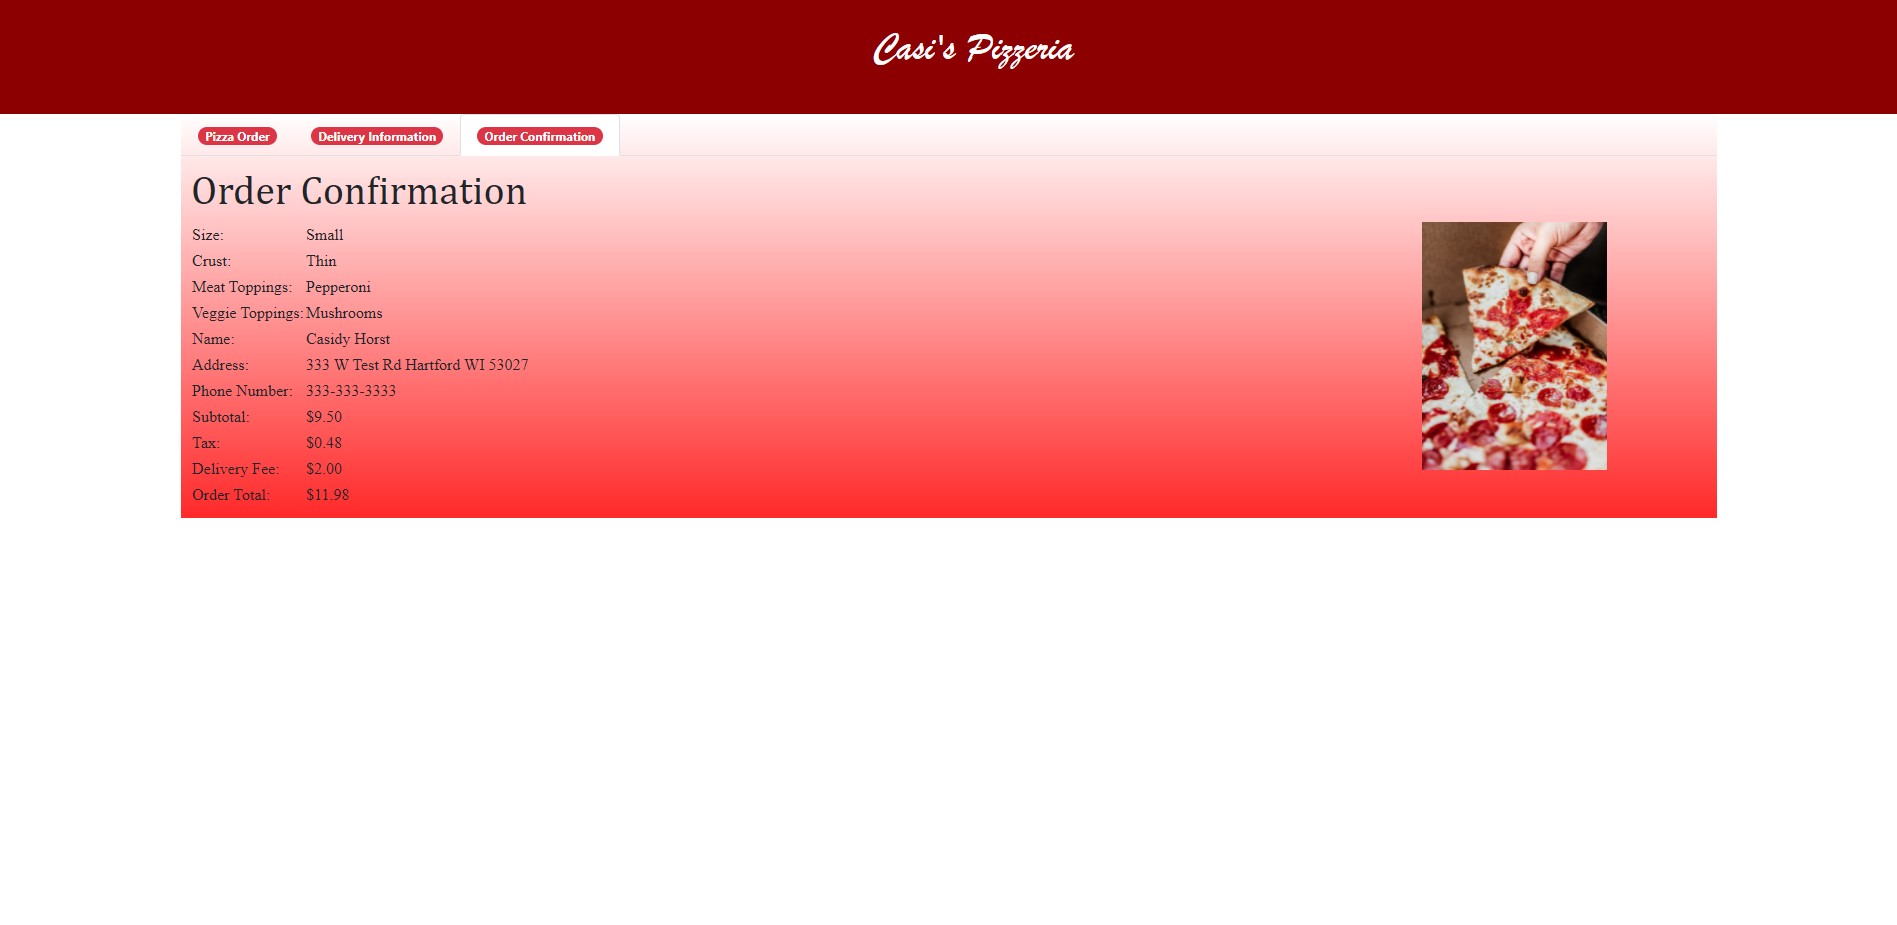 Casi's Pizzeria
Pizza Order Delivery Information Order Confirmation
Order Confirmation
Size: Small
Crust: Thin
Meat Toppings: Pepperoni
Veggie Toppings: Mushrooms
Name: Casidy Horst
Address: 333 W Test Rd Hartford WI 53027
Phone Number: 333-333-3333
Subtotal: $9.50
Tax: $0.48
Delivery Fee: $2.00
Order Total: $11.98